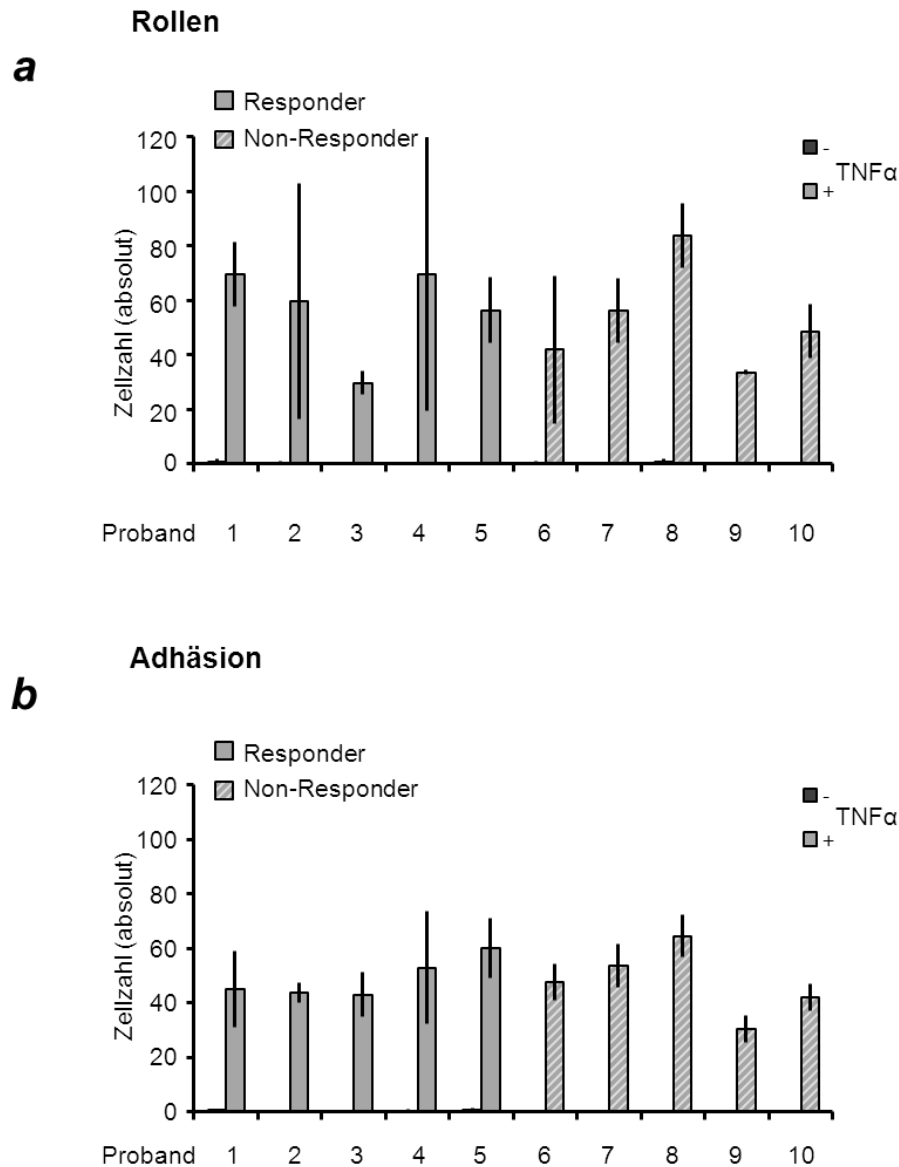 Rollen
a
Responder
Non-Responder
-
TNFα
+
Zellzahl (absolut)
120
100
80
60
40
20
0
Proband 1 2 3 4 5 6 7 8 9 10
Adhäsion
b
Responder
Non-Responder
-
TNFα
+
Zellzahl (absolut)
120
100
80
60
40
20
0
Proband 1 2 3 4 5 6 7 8 9 10